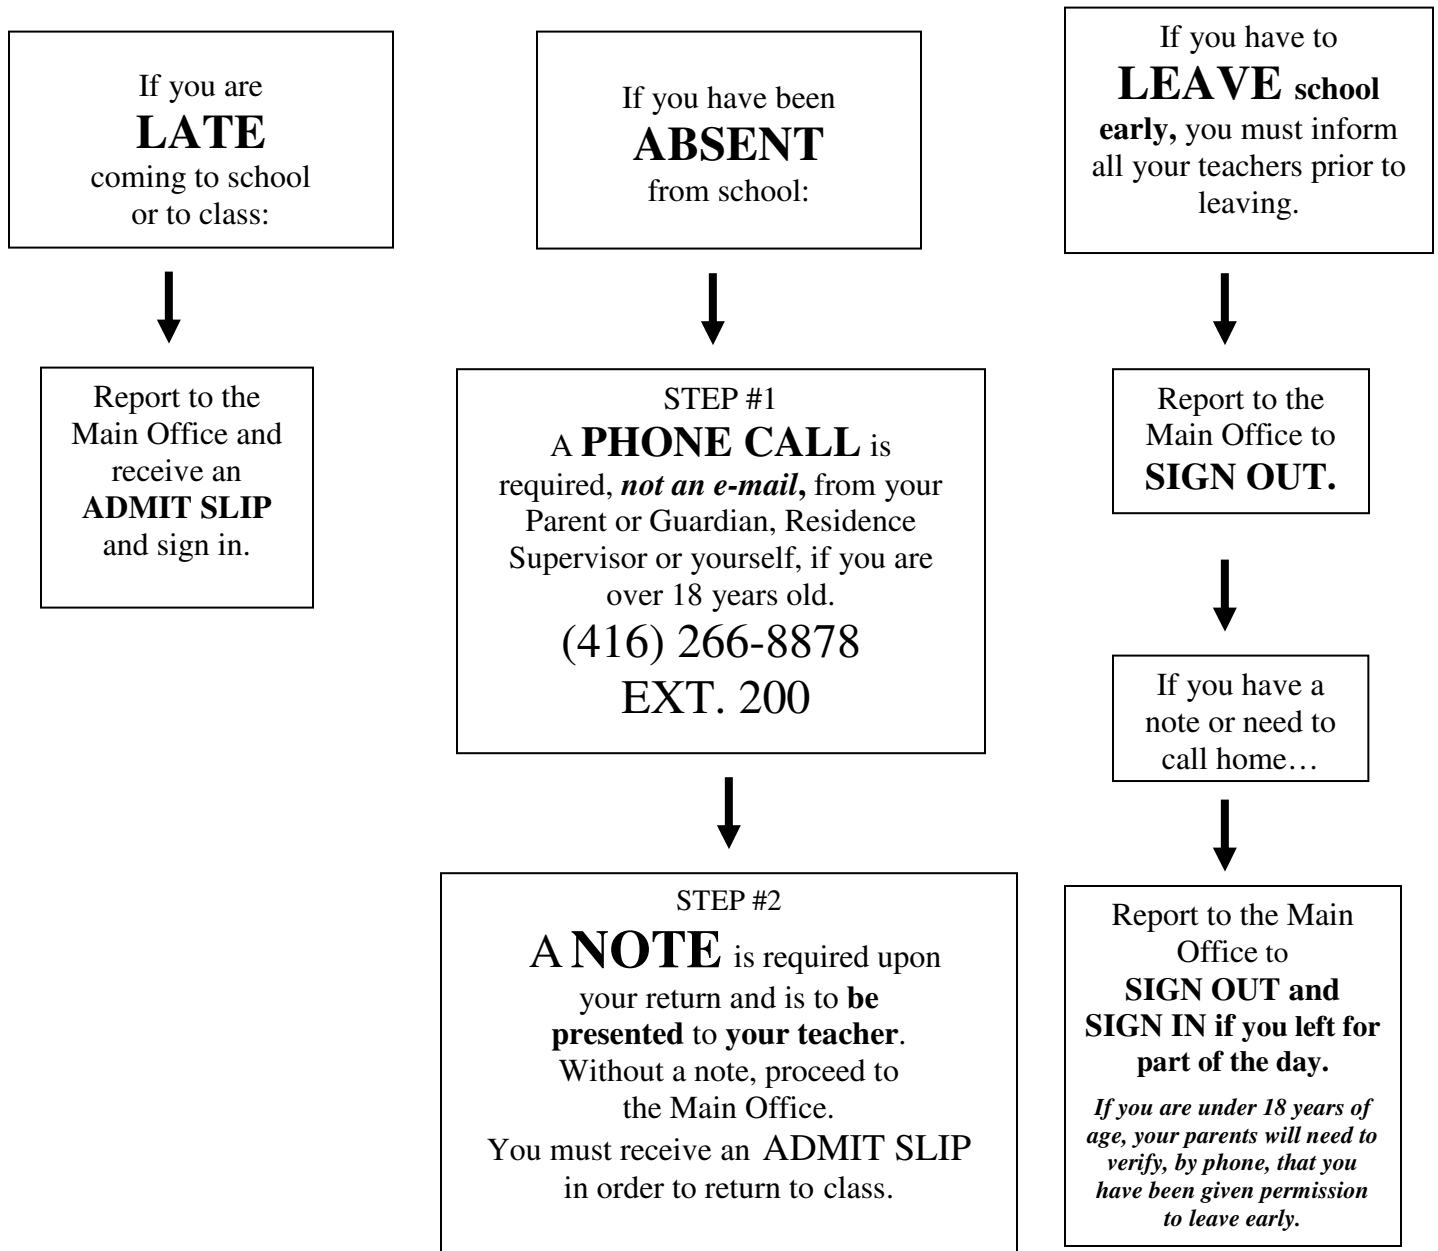 If you are
LATE
coming to school
or to class:
Report to the
Main Office and
receive an
ADMIT SLIP
and sign in.
If you have been
ABSENT
from school:
STEP #1
A PHONE CALL is
required, not an e-mail, from your
Parent or Guardian, Residence
Supervisor or yourself, if you are
over 18 years old.
(416) 266-8878
EXT. 200
STEP #2
A NOTE is required upon
your return and is to be
presented to your teacher.
Without a note, proceed to
the Main Office.
You must receive an ADMIT SLIP
in order to return to class.
If you have to
LEAVE school
early, you must inform
all your teachers prior to
leaving.
Report to the
Main Office to
SIGN OUT.
If you have a
note or need to
call home…
Report to the Main
Office to
SIGN OUT and
SIGN IN if you left for
part of the day.
If you are under 18 years of
age, your parents will need to
verify, by phone, that you
have been given permission
to leave early.